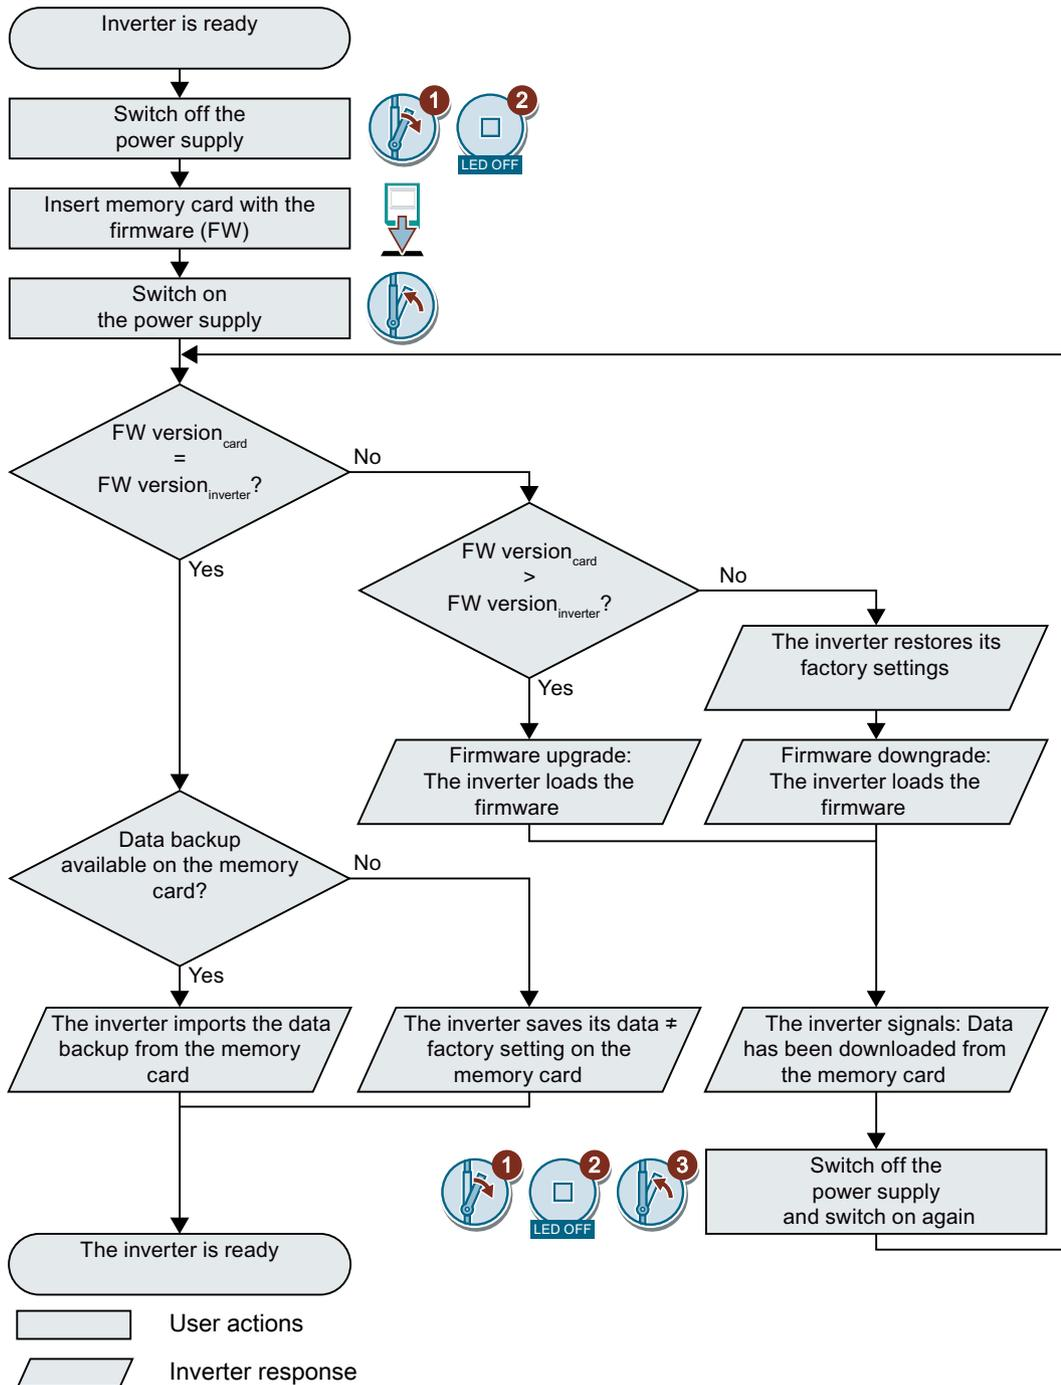 Inverter is ready
Switch off the
power supply
1
2
LED OFF
Insert memory card with the
firmware (FW)
Switch on
the power supply
FW version card
=
FW version inverter?
No
Yes
FW version card
>
FW version inverter?
No
Yes
The inverter restores its
factory settings
Firmware upgrade:
The inverter loads the
firmware
Firmware downgrade:
The inverter loads the
firmware
Data backup
available on the memory
card?
No
Yes
The inverter imports the data
backup from the memory
card
The inverter saves its data ≠
factory setting on the
memory card
The inverter signals: Data
has been downloaded from
the memory card
1
2
3
LED OFF
Switch off the
power supply
and switch on again
The inverter is ready
User actions
Inverter response